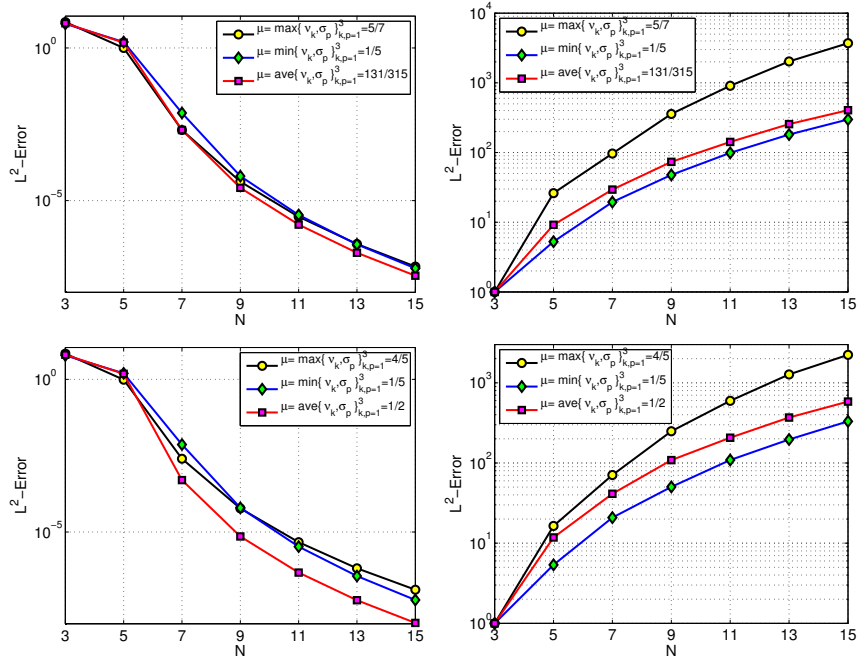 μ= max{ ν_k,σ_p}^3_{k,p=1}=5/7
μ= min{ ν_k,σ_p}^3_{k,p=1}=1/5
μ= ave{ ν_k,σ_p}^3_{k,p=1}=131/315
10^0
10^−5
L^2−Error
3 5 7 9 11 13 15
N
μ= max{ ν_k,σ_p}^3_{k,p=1}=5/7
μ= min{ ν_k,σ_p}^3_{k,p=1}=1/5
μ= ave{ ν_k,σ_p}^3_{k,p=1}=131/315
10^4
10^3
10^2
10^1
10^0
L^2−Error
3 5 7 9 11 13 15
N
μ= max{ ν_k,σ_p}^3_{k,p=1}=4/5
μ= min{ ν_k,σ_p}^3_{k,p=1}=1/5
μ= ave{ ν_k,σ_p}^3_{k,p=1}=1/2
10^0
10^−5
L^2−Error
3 5 7 9 11 13 15
N
μ= max{ ν_k,σ_p}^3_{k,p=1}=4/5
μ= min{ ν_k,σ_p}^3_{k,p=1}=1/5
μ= ave{ ν_k,σ_p}^3_{k,p=1}=1/2
10^3
10^2
10^1
10^0
L^2−Error
3 5 7 9 11 13 15
N